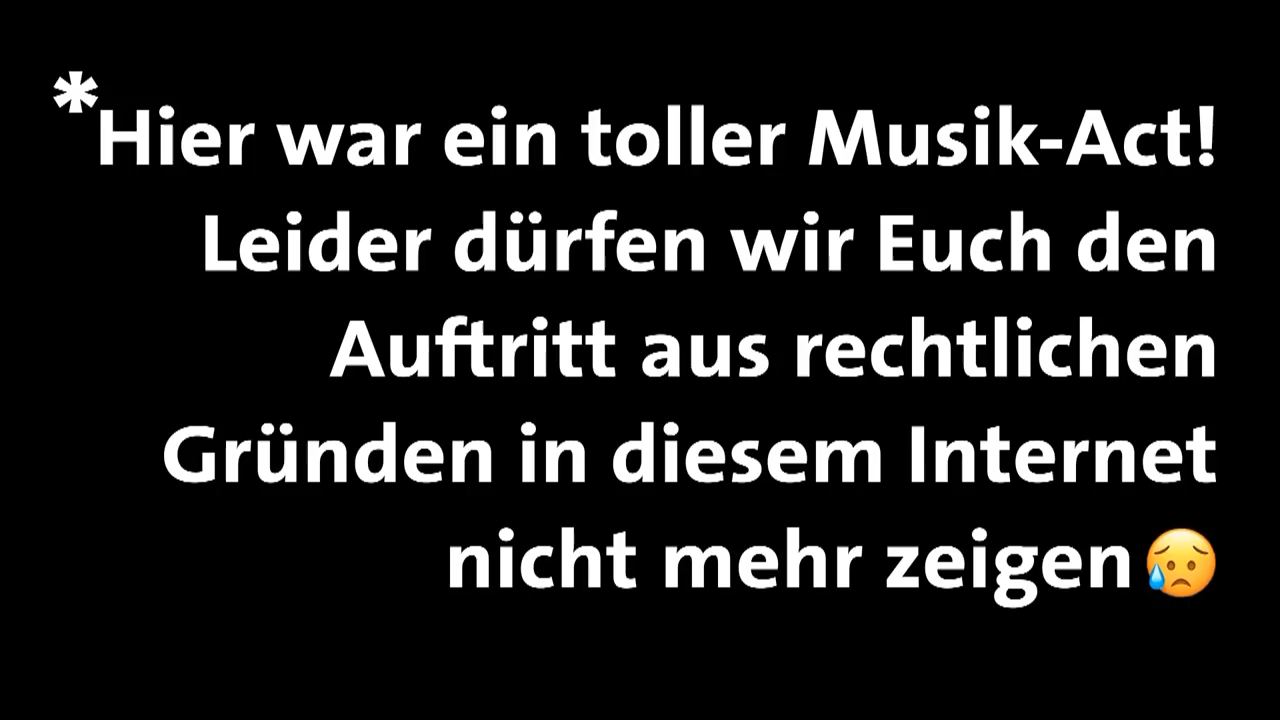 *Hier war ein toller Musik-Act!
Leider dürfen wir Euch den
Auftritt aus rechtlichen
Gründen in diesem Internet
nicht mehr zeigen😥